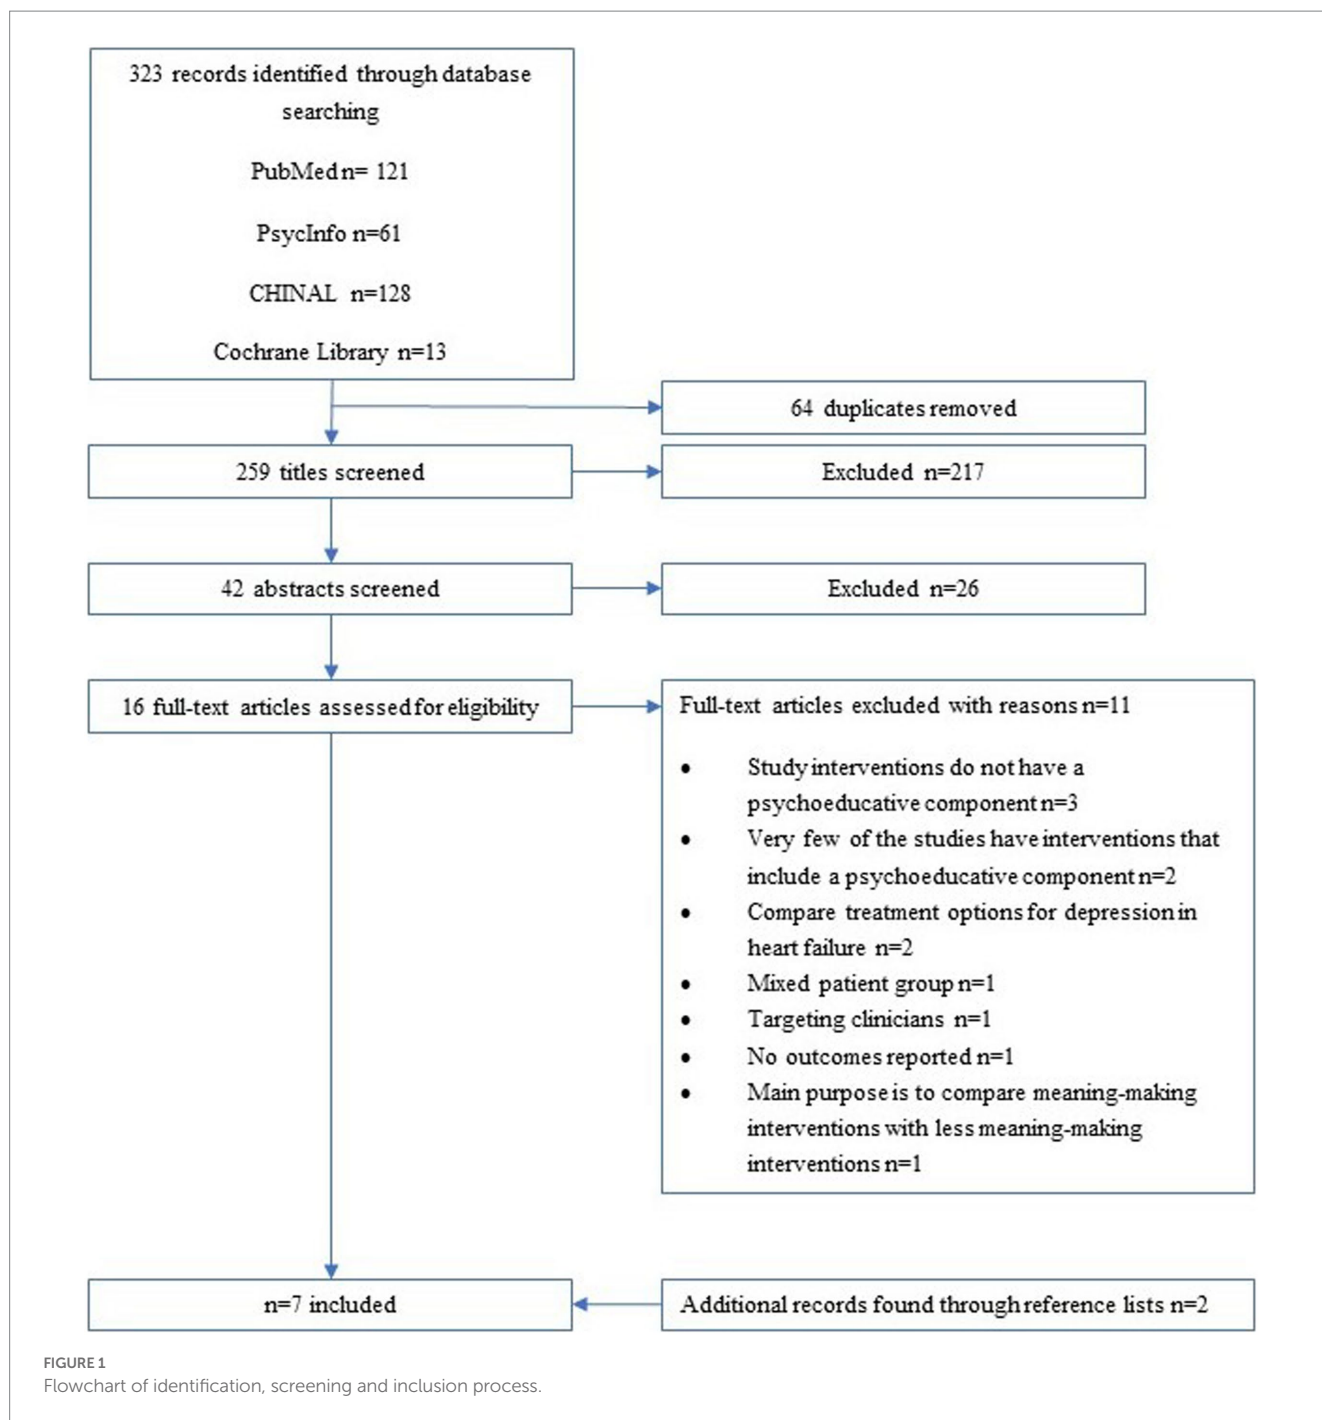 323 records identified through database
searching
PubMed n= 121
PsycInfo n=61
CHINAL n=128
Cochrane Library n=13
64 duplicates removed
259 titles screened
Excluded n=217
42 abstracts screened
Excluded n=26
16 full-text articles assessed for eligibility
Full-text articles excluded with reasons n=11
• Study interventions do not have a
psychoeducative component n=3
• Very few of the studies have interventions that
include a psychoeducative component n=2
• Compare treatment options for depression in
heart failure n=2
• Mixed patient group n=1
• Targeting clinicians n=1
• No outcomes reported n=1
• Main purpose is to compare meaning-making
interventions with less meaning-making
interventions n=1
n=7 included
Additional records found through reference lists n=2
FIGURE 1
Flowchart of identification, screening and inclusion process.